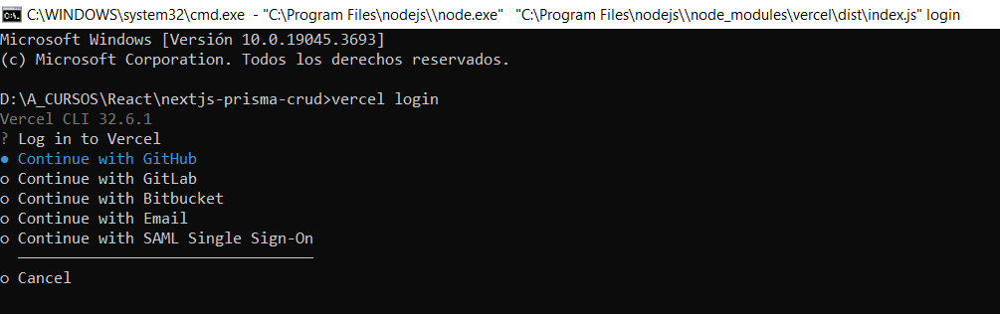 C:\WINDOWS\system32\cmd.exe - "C:\Program Files\nodejs\\node.exe" "C:\Program Files\nodejs\\node_modules\vercel\dist\index.js" login
Microsoft Windows [Versión 10.0.19045.3693]
(c) Microsoft Corporation. Todos los derechos reservados.
D:\A_CURSOS\React\nextjs-prisma-crud>vercel login
Vercel CLI 32.6.1
? Log in to Vercel
● Continue with GitHub
o Continue with GitLab
o Continue with Bitbucket
o Continue with Email
o Continue with SAML Single Sign-On
o Cancel